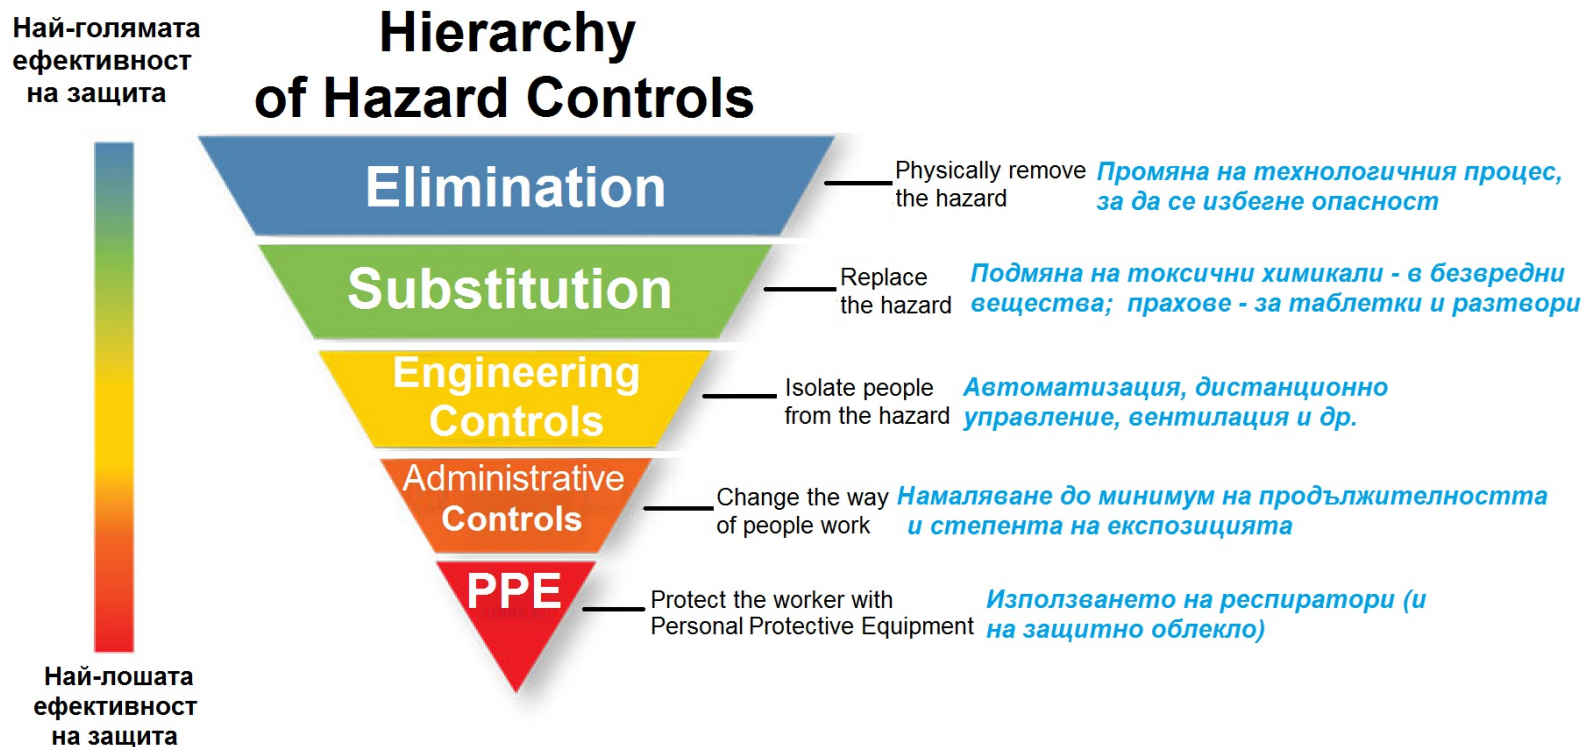 Най-голямата
ефективност
на защита
Hierarchy
of Hazard Controls
Elimination
Physically remove
the hazard
Промяна на технологичния процес,
за да се избегне опасност
Substitution
Replace
the hazard
Подмяна на токсични химикали - в безвредни
вещества; прахове - за таблетки и разтвори
Engineering
Controls
Isolate people
from the hazard
Автоматизация, дистанционно
управление, вентилация и др.
Administrative
Controls
Change the way
of people work
Намаляване до минимум на продължителността
и степента на експозицията
PPE
Protect the worker with
Personal Protective Equipment
Използването на респиратори (и
на защитно облекло)
Най-лошата
ефективност
на защита